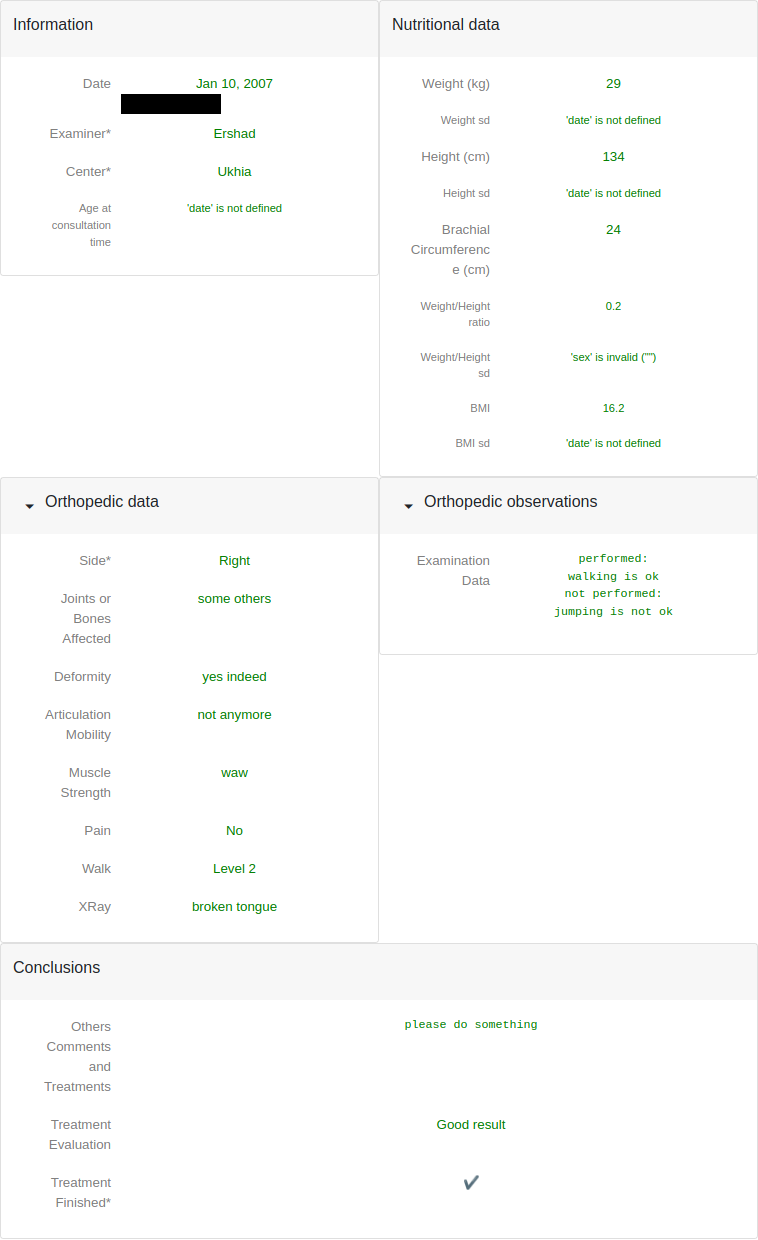 Information
Date Jan 10, 2007
Examiner* Ershad
Center* Ukhia
Age at 'date' is not defined
consultation
time
Nutritional data
Weight (kg) 29
Weight sd 'date' is not defined
Height (cm) 134
Height sd 'date' is not defined
Brachial 24
Circumferenc
e (cm)
Weight/Height 0.2
ratio
Weight/Height 'sex' is invalid ("")
sd
BMI 16.2
BMI sd 'date' is not defined
Orthopedic data
Side* Right
Joints or some others
Bones
Affected
Deformity yes indeed
Articulation not anymore
Mobility
Muscle waw
Strength
Pain No
Walk Level 2
XRay broken tongue
Orthopedic observations
Examination performed:
Data walking is ok
not performed:
jumping is not ok
Conclusions
Others please do something
Comments
and
Treatments
Treatment Good result
Evaluation
Treatment ✔
Finished*